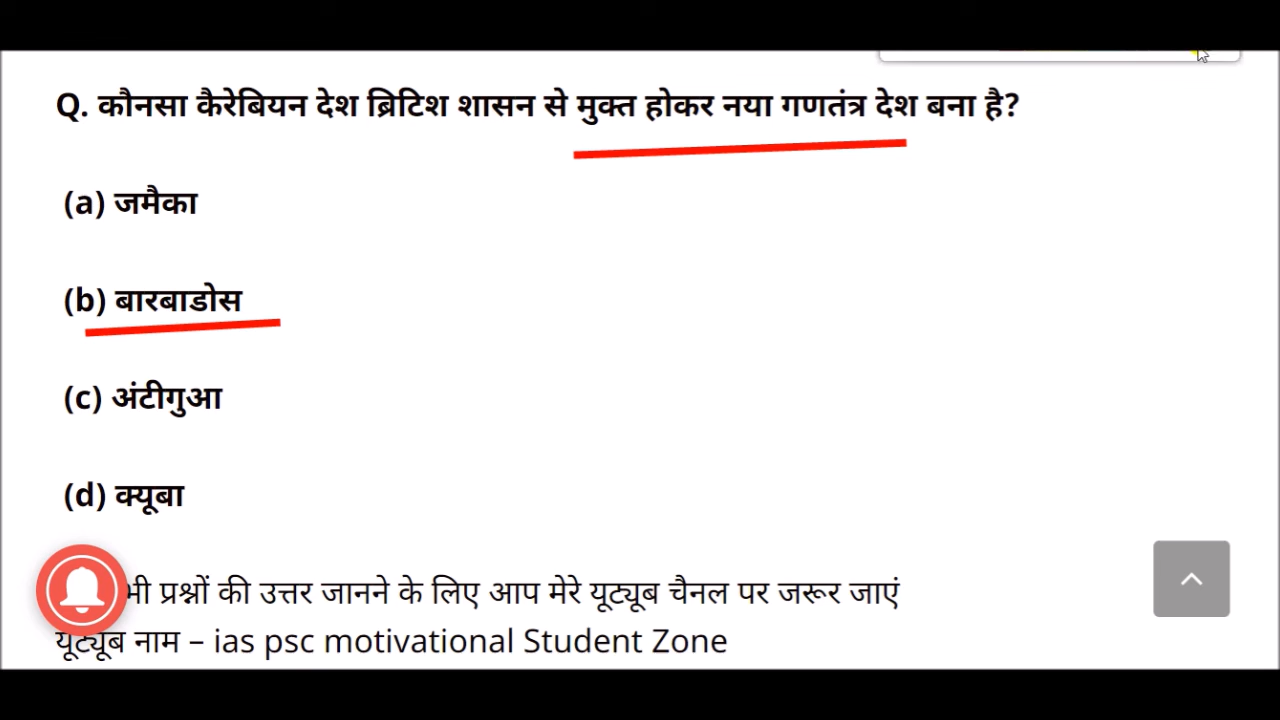 Q. कौनसा कैरेबियन देश ब्रिटिश शासन से मुक्त होकर नया गणतंत्र देश बना है?
(a) जमैका
(b) बारबाडोस
(c) अंटीगुआ
(d) क्यूबा
भी प्रश्नों की उत्तर जानने के लिए आप मेरे यूट्यूब चैनल पर जरूर जाएं
यूट्यूब नाम – ias psc motivational Student Zone